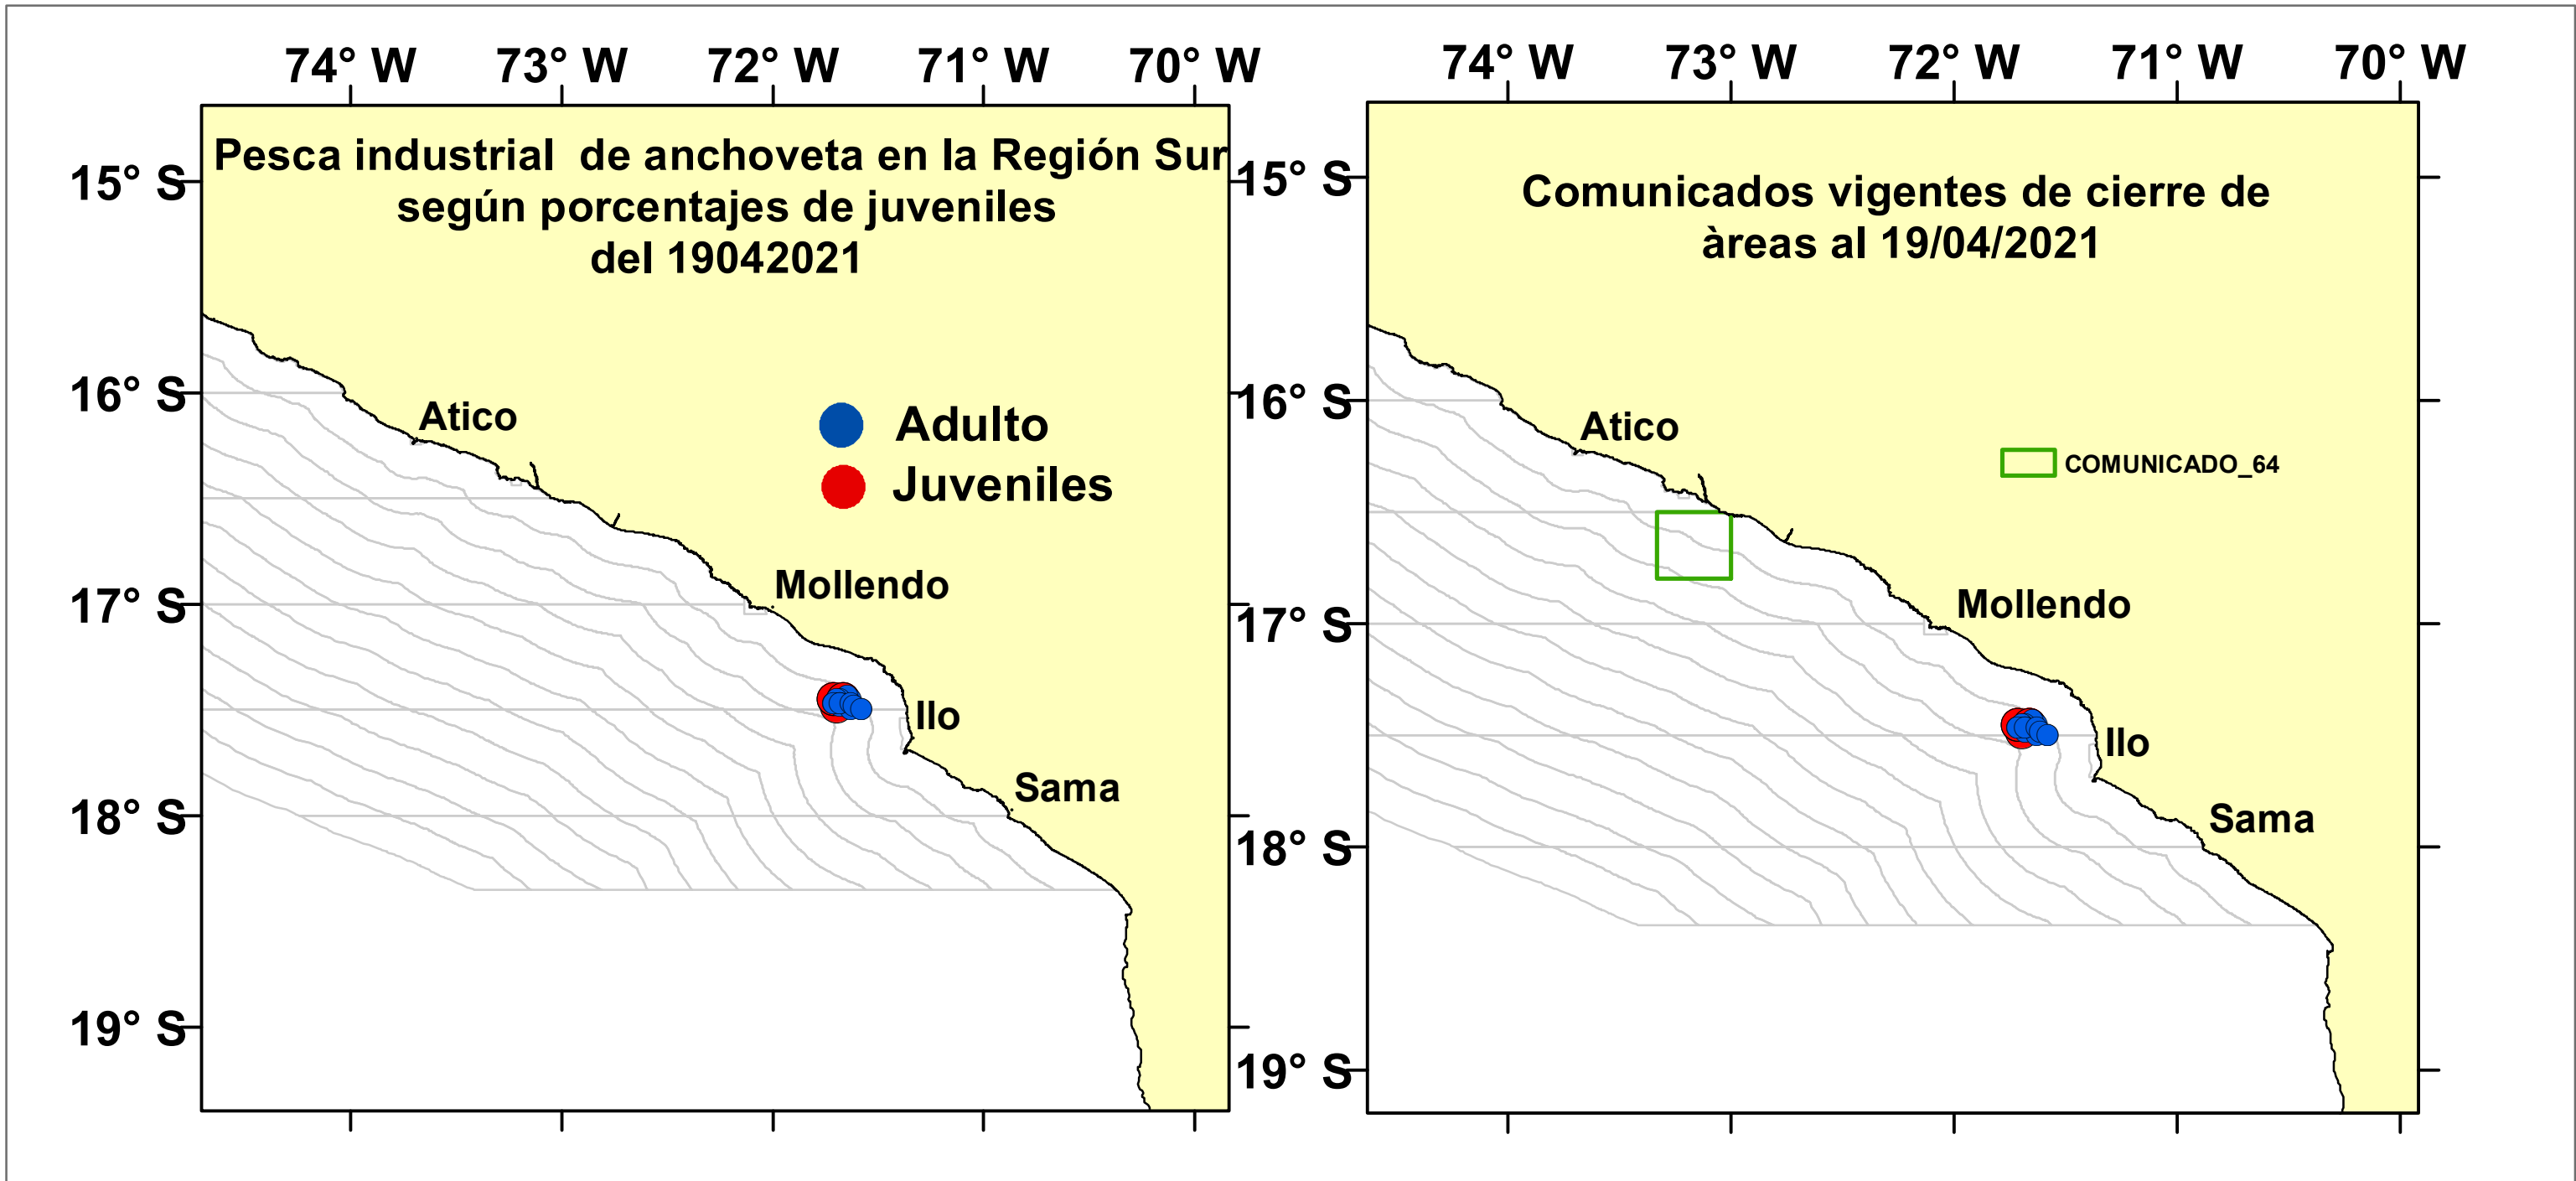 74° W 73° W 72° W 71° W 70° W
Pesca industrial  de anchoveta en la Región Sur
según porcentajes de juveniles
del 19042021
15° S
16° S
17° S
18° S
19° S
Atico
Adulto
Juveniles
Mollendo
Ilo
Sama
74° W 73° W 72° W 71° W 70° W
Comunicados vigentes de cierre de
àreas al 19/04/2021
15° S
16° S
17° S
18° S
19° S
Atico
COMUNICADO_64
Mollendo
Ilo
Sama